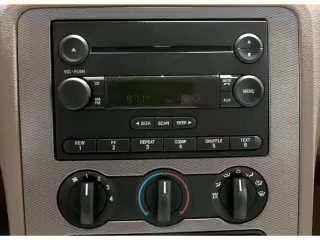 VOL-PUSH
CD
AUX
MENU
◄ SEEK SCAN SEEK ►
REW FF REPEAT COMP SHUFFLE TEXT
1 2 3 4 5 6